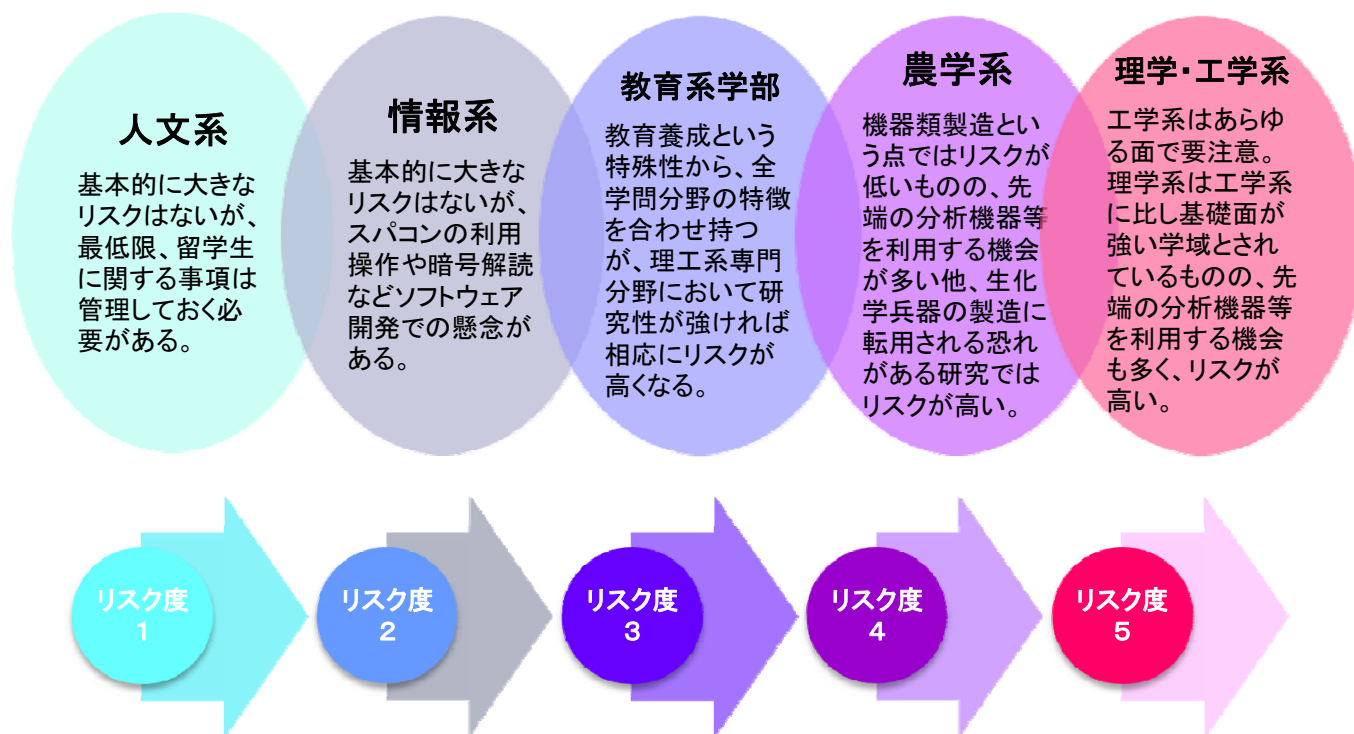 人文系
基本的に大きな
リスクはないが、
最低限、留学生
に関する事項は
管理しておく必
要がある。
情報系
基本的に大きな
リスクはないが、
スパコンの利用
操作や暗号解読
などソフトウェア
開発での懸念が
ある。
教育系学部
教育養成という
特殊性から、全
学問分野の特徴
を合わせ持つ
が、理工系専門
分野において研
究性が強ければ
相応にリスクが
高くなる。
農学系
機器類製造とい
う点ではリスクが
低いものの、先
端の分析機器等
を利用する機会
が多い他、生化
学兵器の製造に
転用される恐れ
がある研究では
リスクが高い。
理学・工学系
工学系はあらゆ
る面で要注意。
理学系は工学系
に比し基礎面が
強い学域とされ
ているものの、先
端の分析機器等
を利用する機会
も多く、リスクが
高い。
リスク度
１
リスク度
２
リスク度
３
リスク度
４
リスク度
５